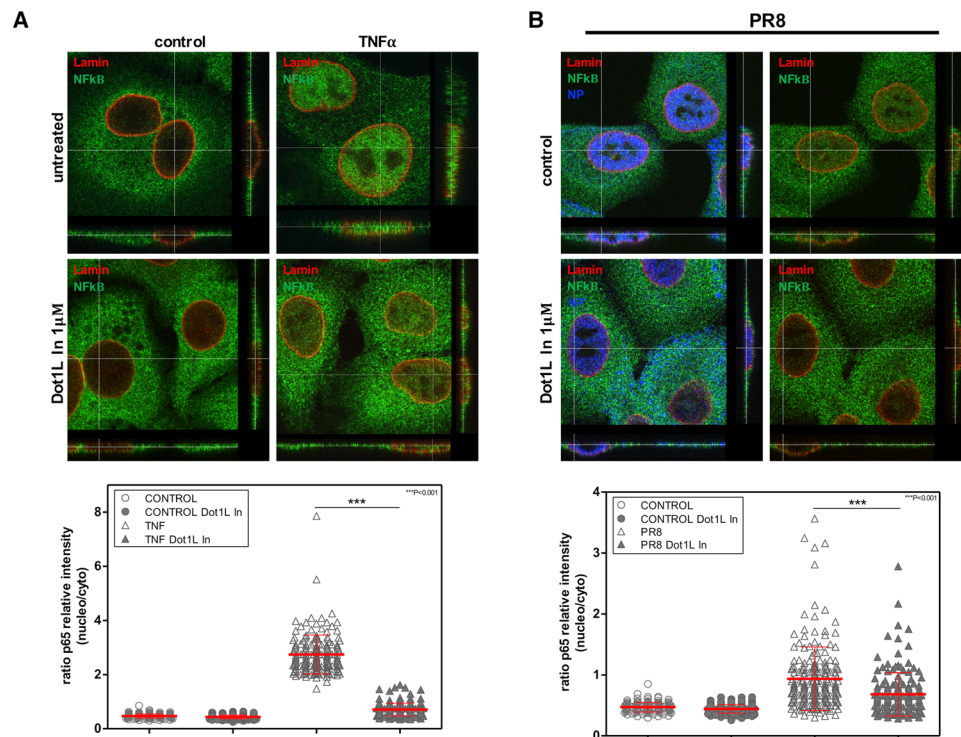 A
control
TNFα
untreated
Lamin
NFkB
Lamin
NFkB
Dot1L In 1µM
Lamin
NFkB
Lamin
NFkB
ratio p65 relative intensity
(nucleo/cyto)
8
6
4
2
0
CONTROL
CONTROL Dot1L In
TNF
TNF Dot1L In
***
***P<0.001
B
PR8
control
Lamin
NFkB
NP
Lamin
NFkB
Dot1L In 1µM
Lamin
NFkB
NP
Lamin
NFkB
ratio p65 relative intensity
(nucleo/cyto)
4
3
2
1
0
CONTROL
CONTROL Dot1L In
PR8
PR8 Dot1L In
***
***P<0.001